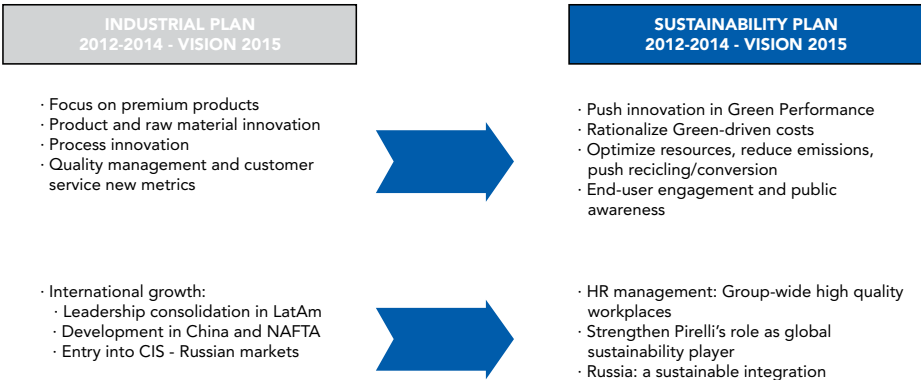 INDUSTRIAL PLAN
2012-2014 - VISION 2015
SUSTAINABILITY PLAN
2012-2014 - VISION 2015
· Focus on premium products
· Product and raw material innovation
· Process innovation
· Quality management and customer
service new metrics
· Push innovation in Green Performance
· Rationalize Green-driven costs
· Optimize resources, reduce emissions,
push recicling/conversion
· End-user engagement and public
awareness
· International growth:
· Leadership consolidation in LatAm
· Development in China and NAFTA
· Entry into CIS - Russian markets
· HR management: Group-wide high quality
workplaces
· Strengthen Pirelli's role as global
sustainability player
· Russia: a sustainable integration